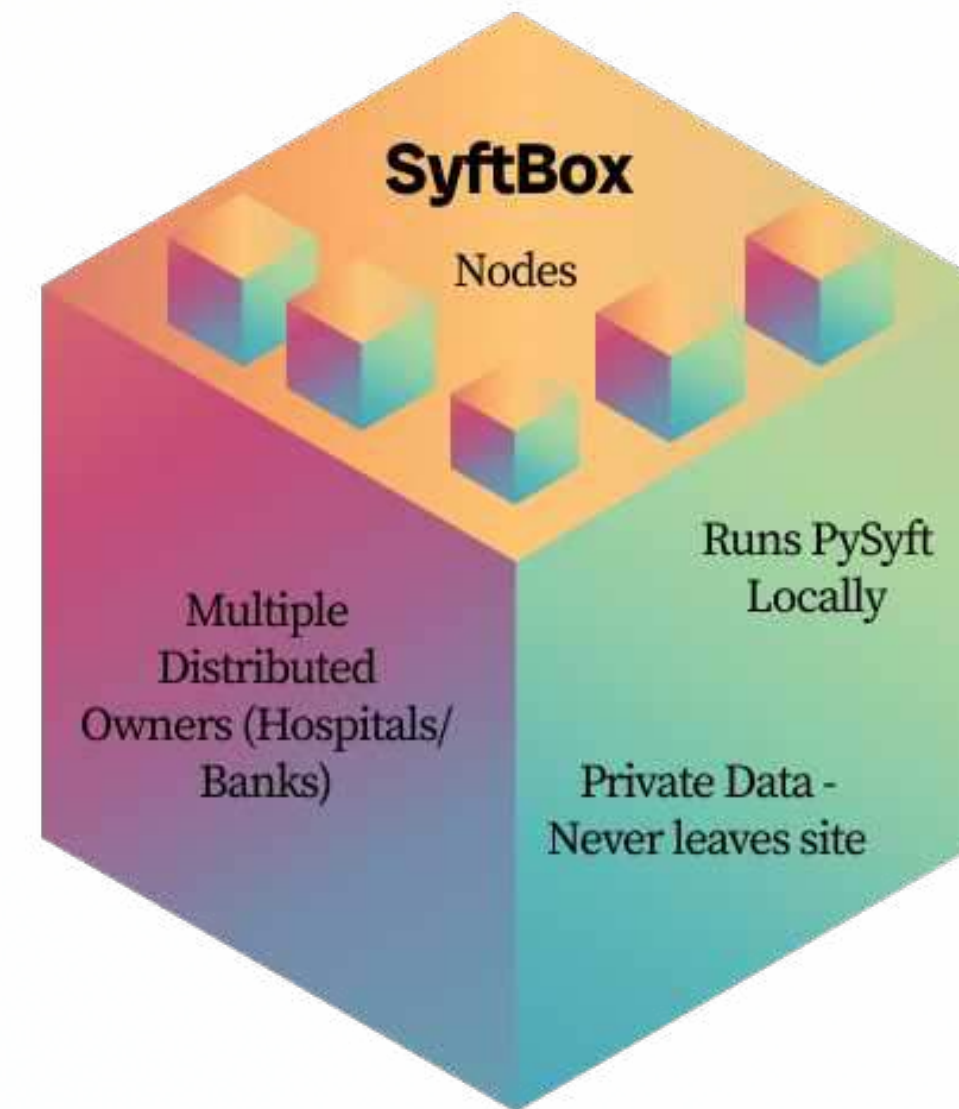 SyftBox
Nodes
Multiple
Distributed
Owners (Hospitals/
Banks)
Runs PySyft
Locally
Private Data -
Never leaves site